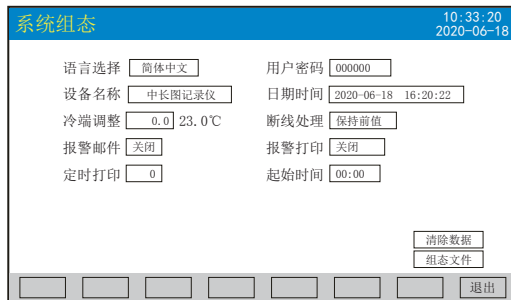 系统组态
10:33:20
2020-06-18
语言选择 简体中文 用户密码 000000
设备名称 中长图记录仪 日期时间 2020-06-18 16:20:22
冷端调整 0.0 23.0℃ 断线处理 保持前值
报警邮件 关闭 报警打印 关闭
定时打印 0 起始时间 00:00
清除数据
组态文件
退出